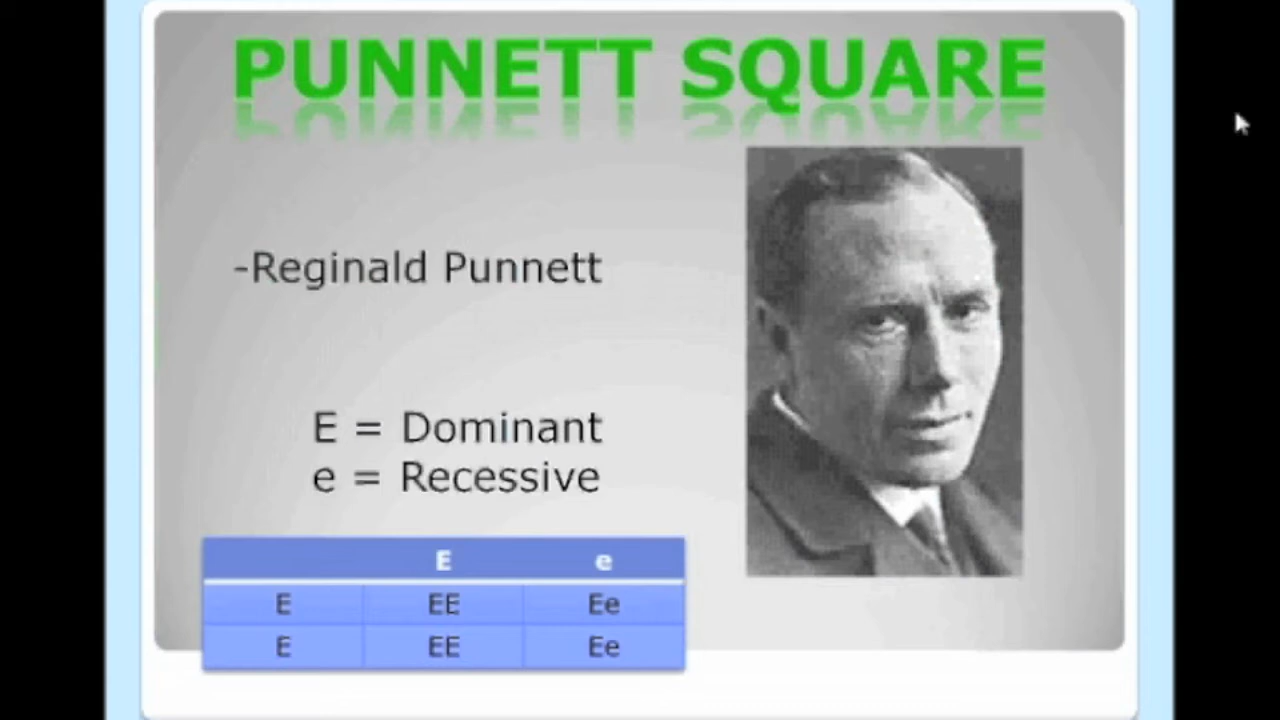 PUNNETT SQUARE
-Reginald Punnett
E = Dominant
e = Recessive
E e
E EE Ee
E EE Ee